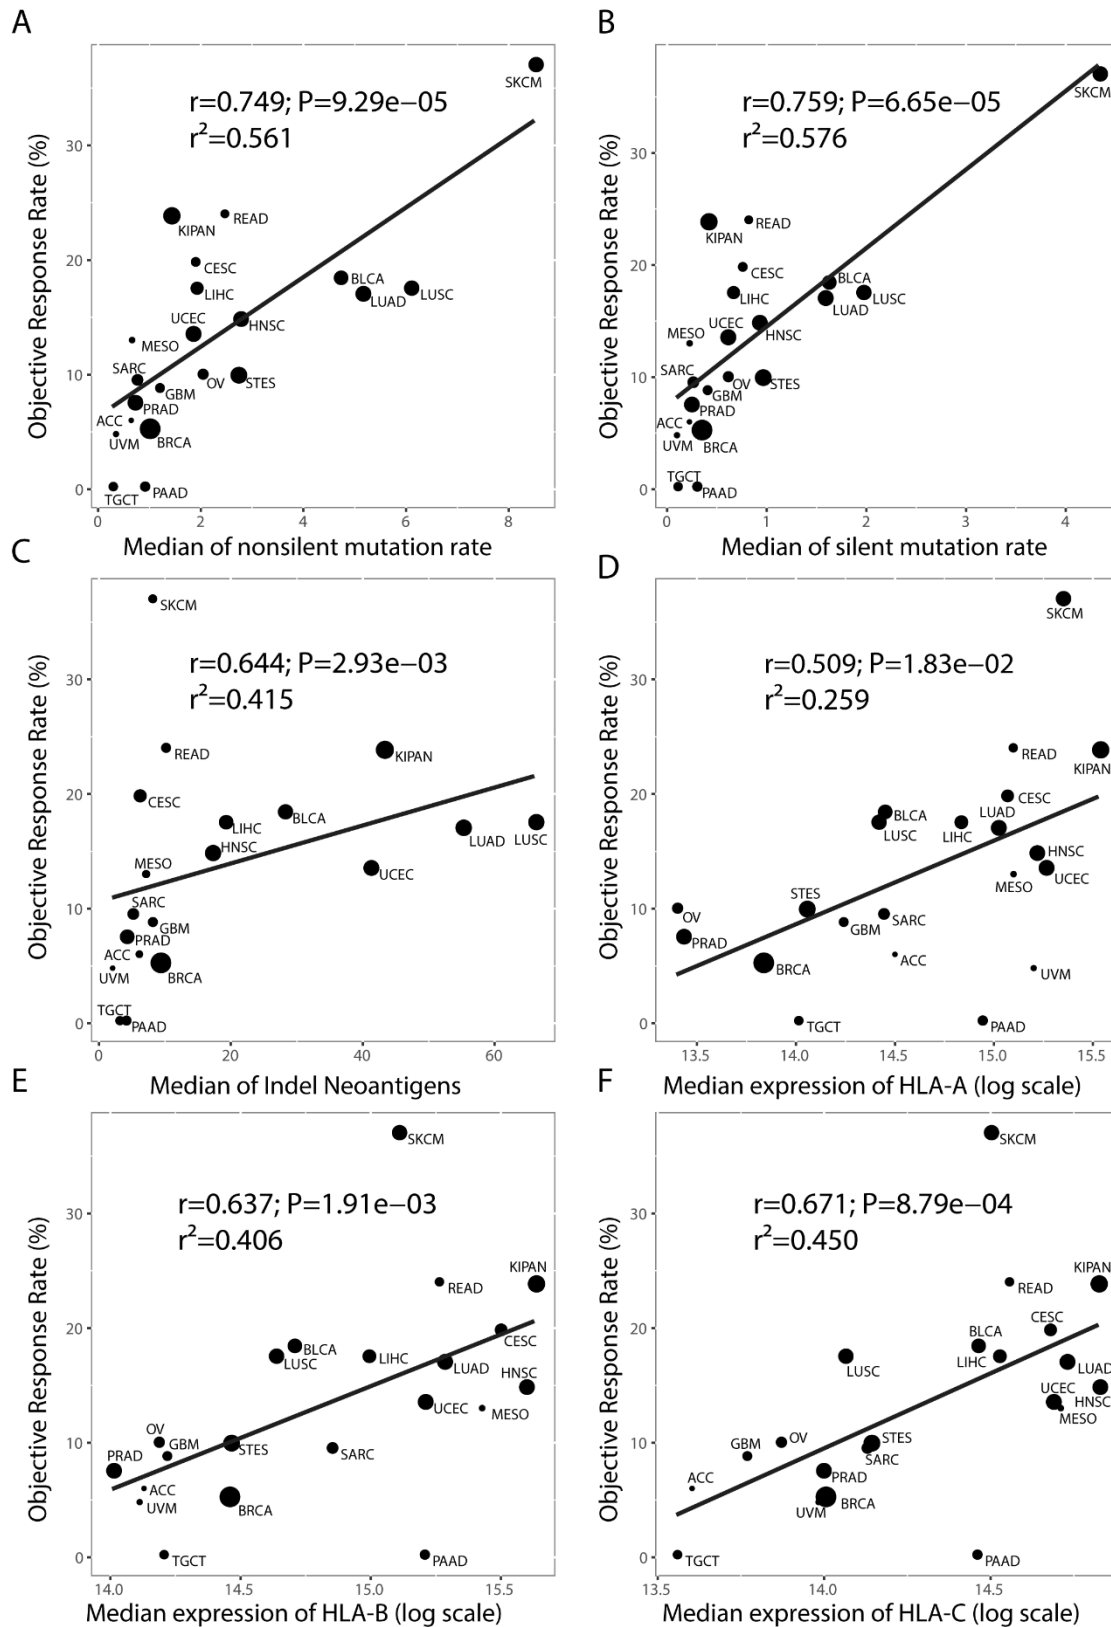 A
r=0.749; P=9.29e−05
r²=0.561
Objective Response Rate (%)
30
20
10
0
SKCM
KIPAN
READ
CESC
LIHC
BLCA
LUAD
LUSC
UCEC
HNSC
MESO
SARC
GBM
OV
STES
PRAD
ACC
UVM
BRCA
TGCT
PAAD
0 2 4 6 8
Median of nonsilent mutation rate
B
r=0.759; P=6.65e−05
r²=0.576
Objective Response Rate (%)
30
20
10
0
SKCM
KIPAN
READ
CESC
LIHC
BLCA
LUAD
LUSC
UCEC
HNSC
MESO
SARC
GBM
OV
STES
PRAD
ACC
UVM
BRCA
TGCT
PAAD
0 1 2 3 4
Median of silent mutation rate
C
r=0.644; P=2.93e−03
r²=0.415
Objective Response Rate (%)
30
20
10
0
SKCM
READ
KIPAN
CESC
LIHC
BLCA
LUAD
LUSC
HNSC
UCEC
MESO
SARC
GBM
PRAD
ACC
UVM
BRCA
TGCT
PAAD
0 20 40 60
Median of Indel Neoantigens
D
r=0.509; P=1.83e−02
r²=0.259
Objective Response Rate (%)
30
20
10
0
SKCM
READ
KIPAN
CESC
BLCA
LUSC
LIHC
LUAD
HNSC
UCEC
MESO
OV
STES
SARC
GBM
PRAD
ACC
BRCA
UVM
TGCT
PAAD
13.5 14.0 14.5 15.0 15.5
Median expression of HLA-A (log scale)
E
r=0.637; P=1.91e−03
r²=0.406
Objective Response Rate (%)
30
20
10
0
SKCM
READ
KIPAN
CESC
BLCA
LUSC
LIHC
LUAD
HNSC
UCEC
MESO
OV
GBM
STES
SARC
PRAD
ACC
UVM
BRCA
TGCT
PAAD
14.0 14.5 15.0 15.5
Median expression of HLA-B (log scale)
F
r=0.671; P=8.79e−04
r²=0.450
Objective Response Rate (%)
30
20
10
0
SKCM
READ
KIPAN
CESC
BLCA
LUSC
LIHC
LUAD
UCEC
HNSC
MESO
GBM
OV
STES
SARC
PRAD
ACC
UVM
BRCA
TGCT
PAAD
13.5 14.0 14.5
Median expression of HLA-C (log scale)